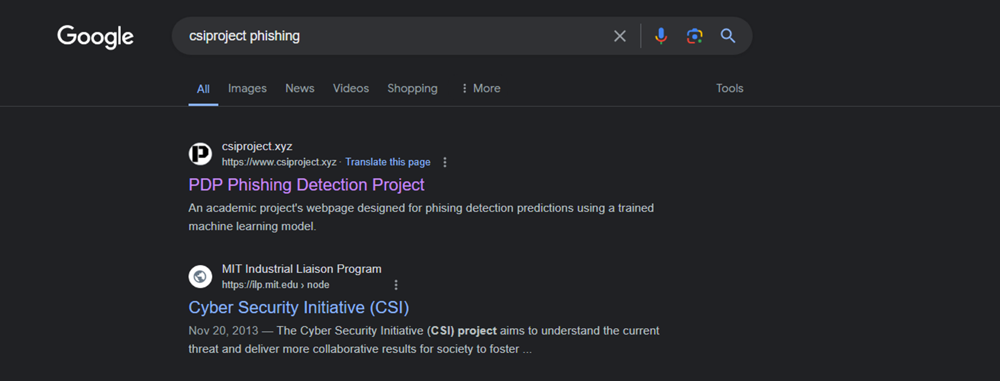 Google
csiproject phishing
All Images News Videos Shopping More Tools
P
csiproject.xyz
https://www.csiproject.xyz · Translate this page
PDP Phishing Detection Project
An academic project's webpage designed for phising detection predictions using a trained
machine learning model.
MIT Industrial Liaison Program
https://ilp.mit.edu › node
Cyber Security Initiative (CSI)
Nov 20, 2013 — The Cyber Security Initiative (CSI) project aims to understand the current
threat and deliver more collaborative results for society to foster ...